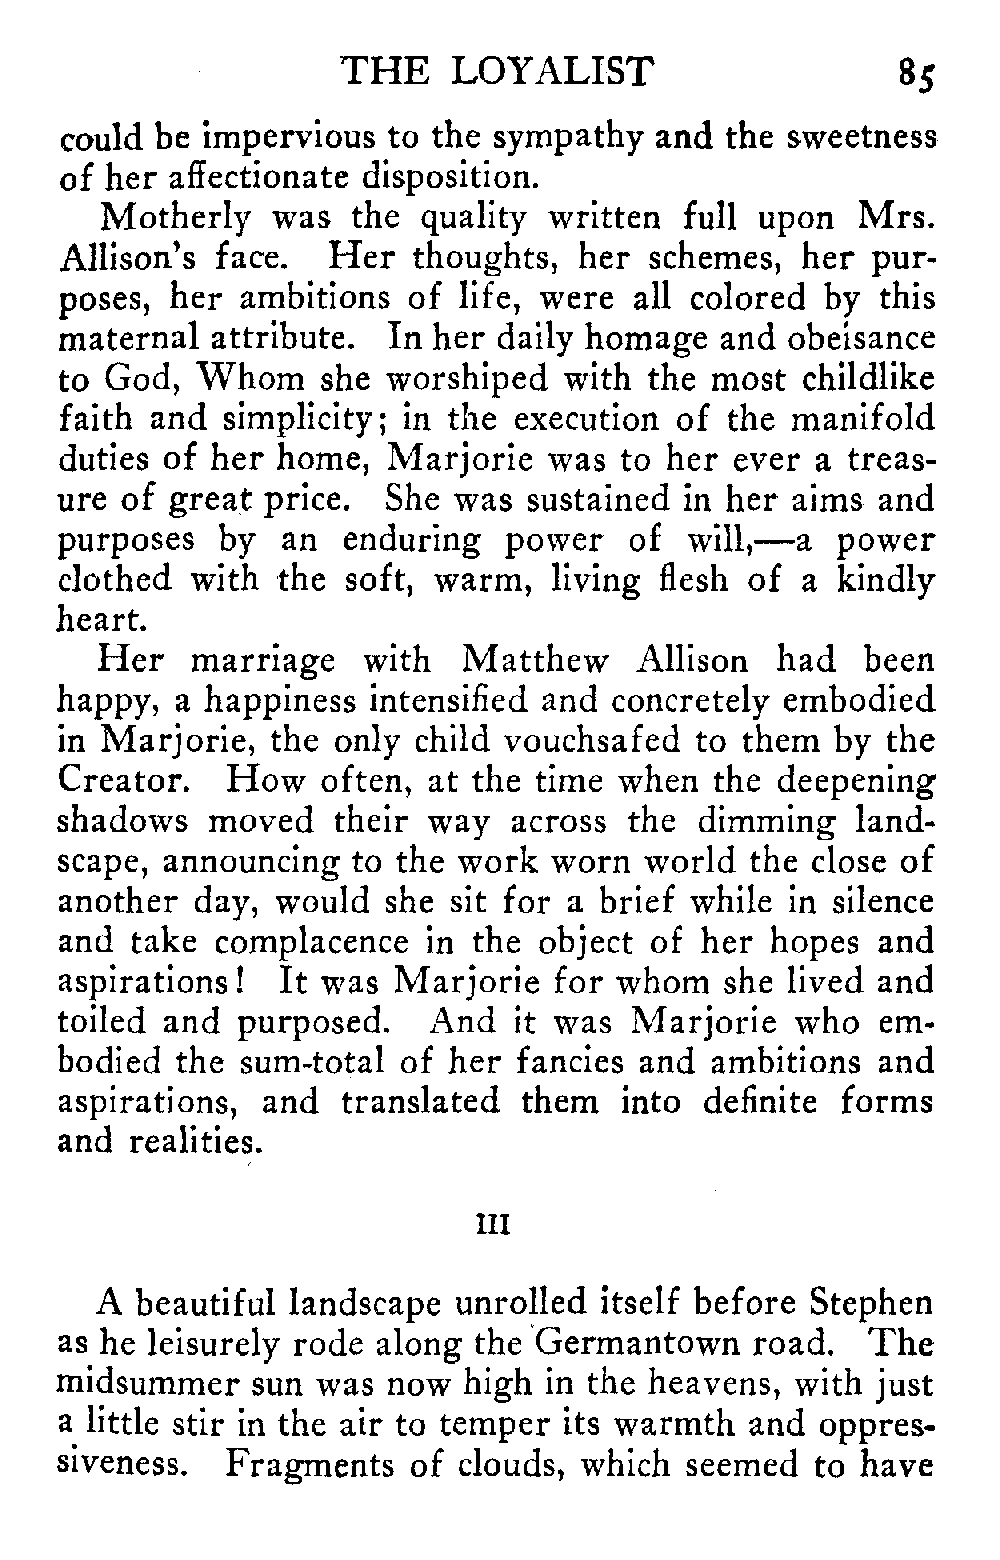 THE LOYALIST 85
could be impervious to the sympathy and the sweetness
of her affectionate disposition.
Motherly was the quality written full upon Mrs.
Allison's face. Her thoughts, her schemes, her pur-
poses, her ambitions of life, were all colored by this
maternal attribute. In her daily homage and obeisance
to God, Whom she worshiped with the most childlike
faith and simplicity; in the execution of the manifold
duties of her home, Marjorie was to her ever a treas-
ure of great price. She was sustained in her aims and
purposes by an enduring power of will,—a power
clothed with the soft, warm, living flesh of a kindly
heart.
Her marriage with Matthew Allison had been
happy, a happiness intensified and concretely embodied
in Marjorie, the only child vouchsafed to them by the
Creator. How often, at the time when the deepening
shadows moved their way across the dimming land-
scape, announcing to the work worn world the close of
another day, would she sit for a brief while in silence
and take complacence in the object of her hopes and
aspirations! It was Marjorie for whom she lived and
toiled and purposed. And it was Marjorie who em-
bodied the sum-total of her fancies and ambitions and
aspirations, and translated them into definite forms
and realities.
III
A beautiful landscape unrolled itself before Stephen
as he leisurely rode along the Germantown road. The
midsummer sun was now high in the heavens, with just
a little stir in the air to temper its warmth and oppres-
siveness. Fragments of clouds, which seemed to have